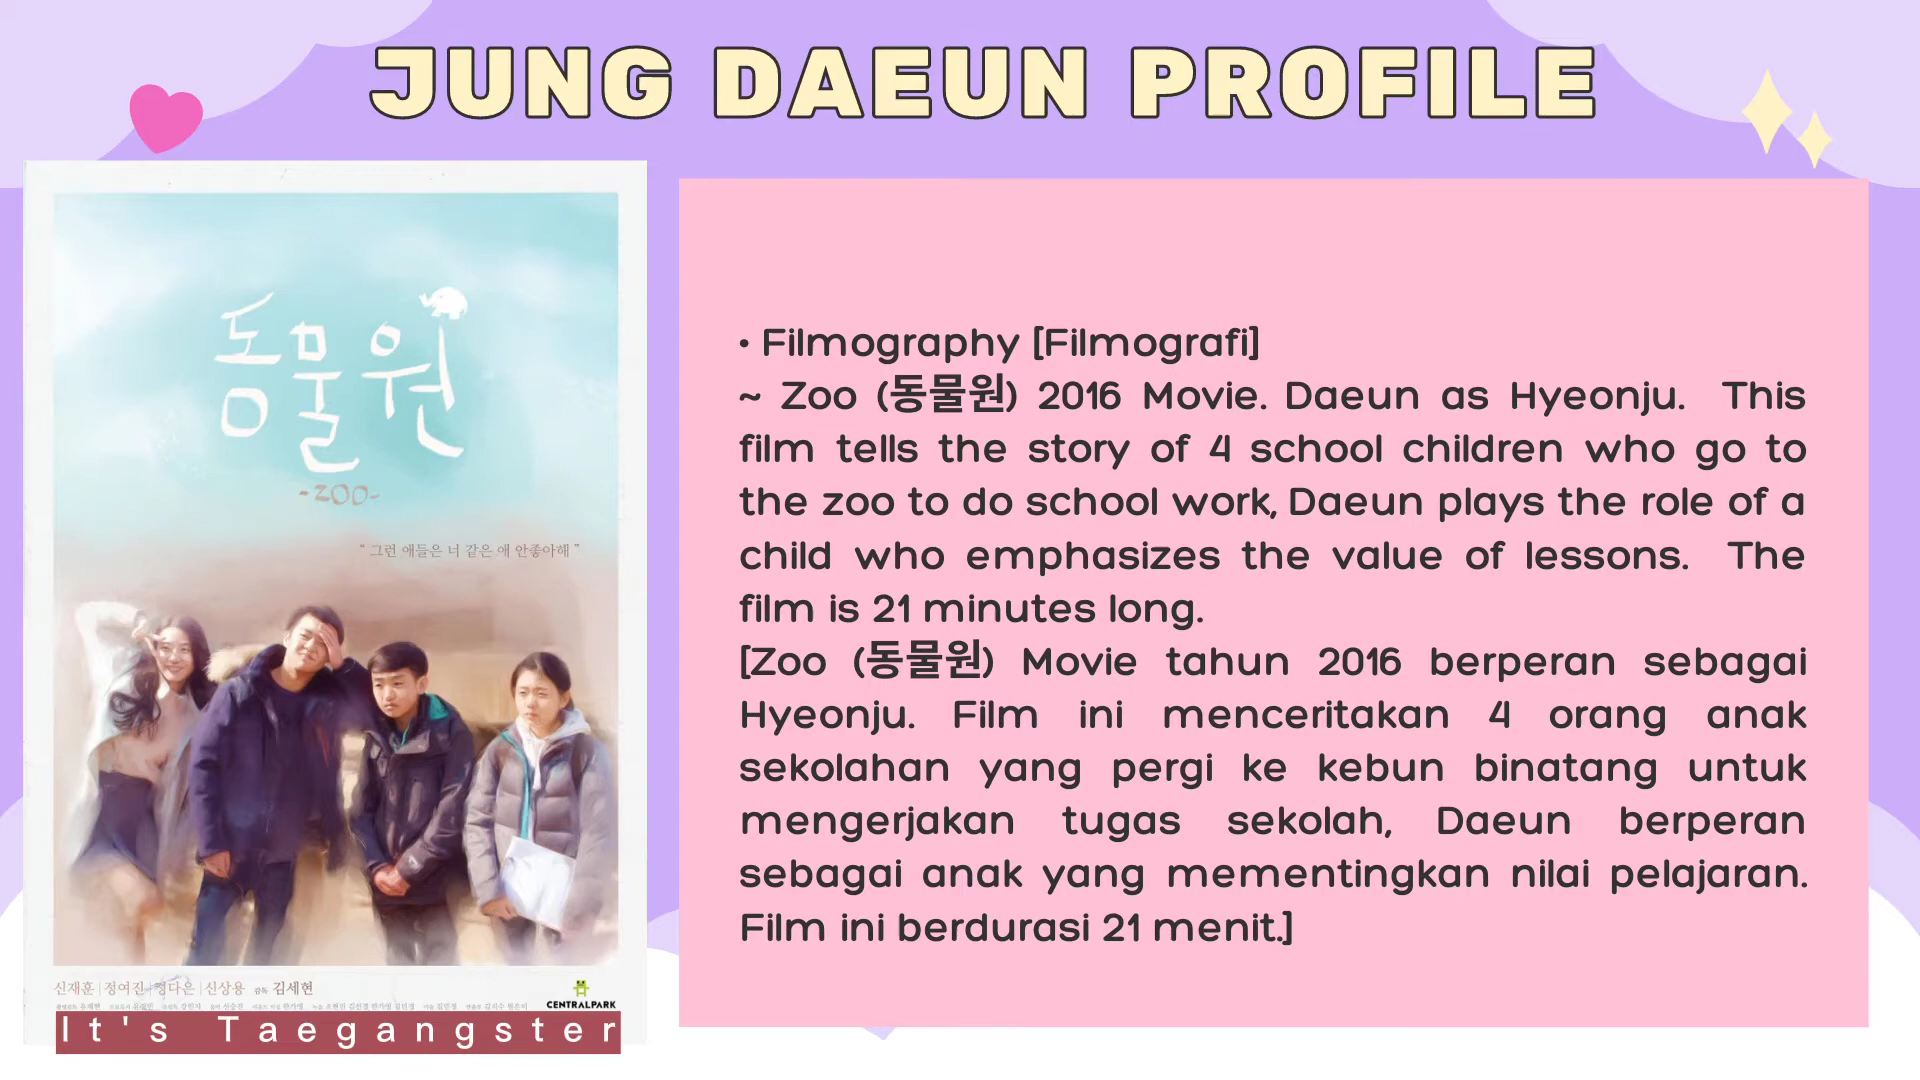 JUNG DAEUN PROFILE
동물원
-ZOO-
“ 그런 애들은 너 같은 애 안좋아해 ”
신재훈 | 정여진 | 정다은 | 신상용 감독 김세현
CENTRALPARK
It's Taegangster
• Filmography [Filmografi]
~ Zoo (동물원) 2016 Movie. Daeun as Hyeonju. This
film tells the story of 4 school children who go to
the zoo to do school work, Daeun plays the role of a
child who emphasizes the value of lessons. The
film is 21 minutes long.
[Zoo (동물원) Movie tahun 2016 berperan sebagai
Hyeonju. Film ini menceritakan 4 orang anak
sekolahan yang pergi ke kebun binatang untuk
mengerjakan tugas sekolah, Daeun berperan
sebagai anak yang mementingkan nilai pelajaran.
Film ini berdurasi 21 menit.]